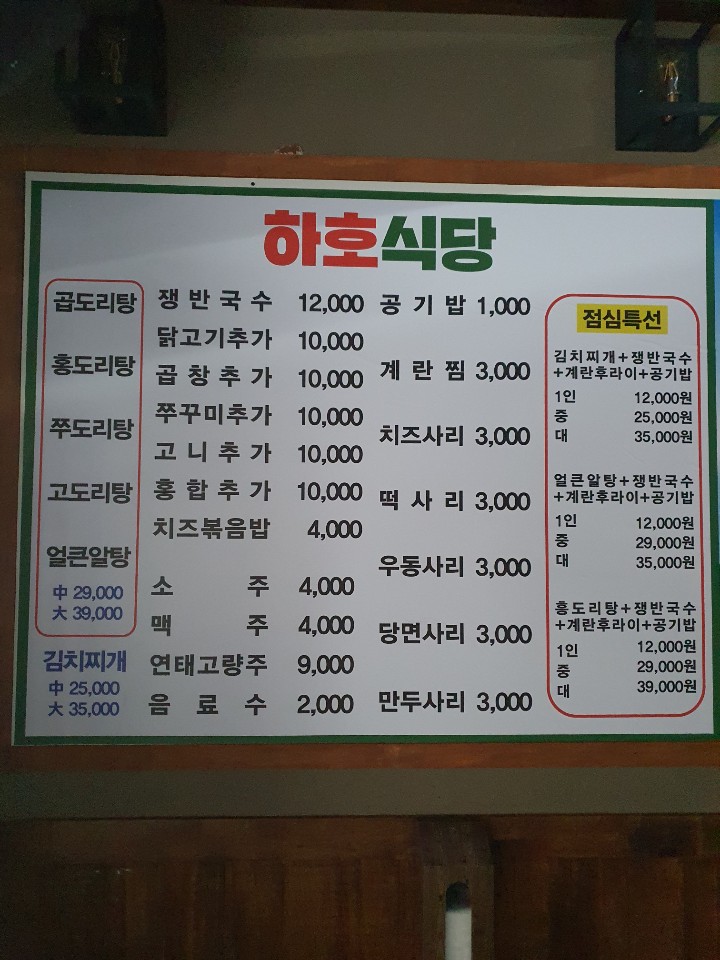 하호식당
곱도리탕
홍도리탕
쭈도리탕
고도리탕
얼큰알탕
中 29,000
大 39,000
김치찌개
中 25,000
大 35,000
쟁반국수 12,000
닭고기추가 10,000
곱창추가 10,000
쭈꾸미추가 10,000
고니추가 10,000
홍합추가 10,000
치즈볶음밥 4,000
소주 4,000
맥주 4,000
연태고량주 9,000
음료수 2,000
공기밥 1,000
계란찜 3,000
치즈사리 3,000
떡사리 3,000
우동사리 3,000
당면사리 3,000
만두사리 3,000
점심특선
김치찌개+쟁반국수
+계란후라이+공기밥
1인 12,000원
중 25,000원
대 35,000원
얼큰알탕+쟁반국수
+계란후라이+공기밥
1인 12,000원
중 29,000원
대 35,000원
홍도리탕+쟁반국수
+계란후라이+공기밥
1인 12,000원
중 29,000원
대 39,000원